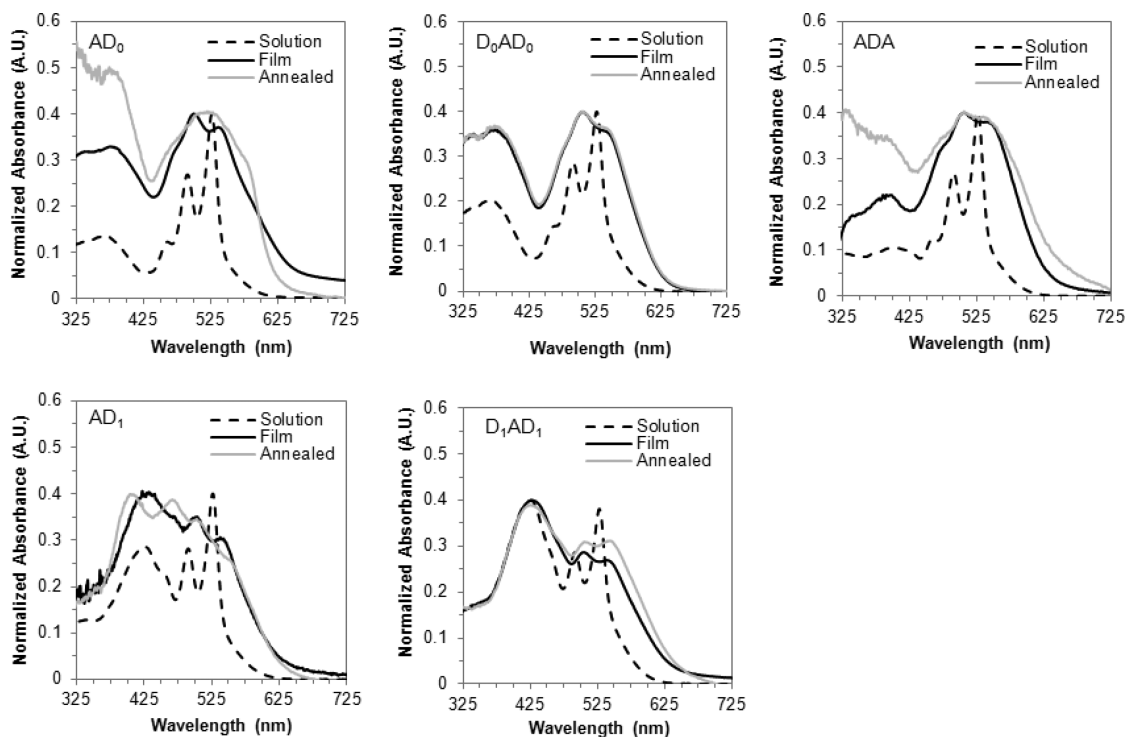 AD₀
Solution
Film
Annealed
Normalized Absorbance (A.U.)
0.6
0.5
0.4
0.3
0.2
0.1
0
325 425 525 625 725
Wavelength (nm)
D₀AD₀
Solution
Film
Annealed
Normalized Absorbance (A.U.)
0.6
0.5
0.4
0.3
0.2
0.1
0
325 425 525 625 725
Wavelength (nm)
ADA
Solution
Film
Annealed
Normalized Absorbance (A.U.)
0.6
0.5
0.4
0.3
0.2
0.1
0
325 425 525 625 725
Wavelength (nm)
AD₁
Solution
Film
Annealed
Normalized Absorbance (A.U.)
0.6
0.5
0.4
0.3
0.2
0.1
0
325 425 525 625 725
Wavelength (nm)
D₁AD₁
Solution
Film
Annealed
Normalized Absorbance (A.U.)
0.6
0.5
0.4
0.3
0.2
0.1
0
325 425 525 625 725
Wavelength (nm)